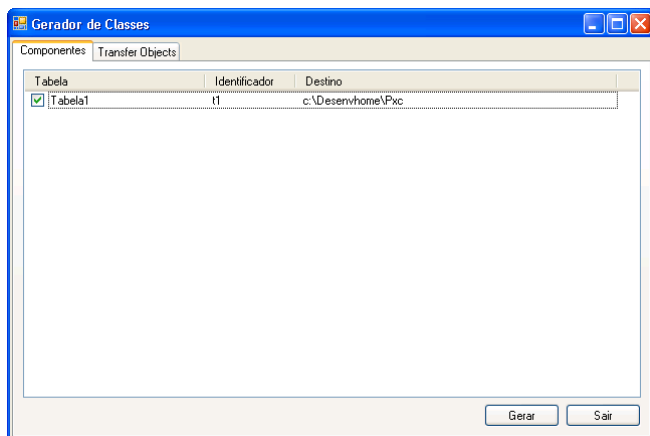 Gerador de Classes
Componentes Transfer Objects
Tabela Identificador Destino
Tabela1 t1 c:\Desenvhome\Pxc
Gerar Sair